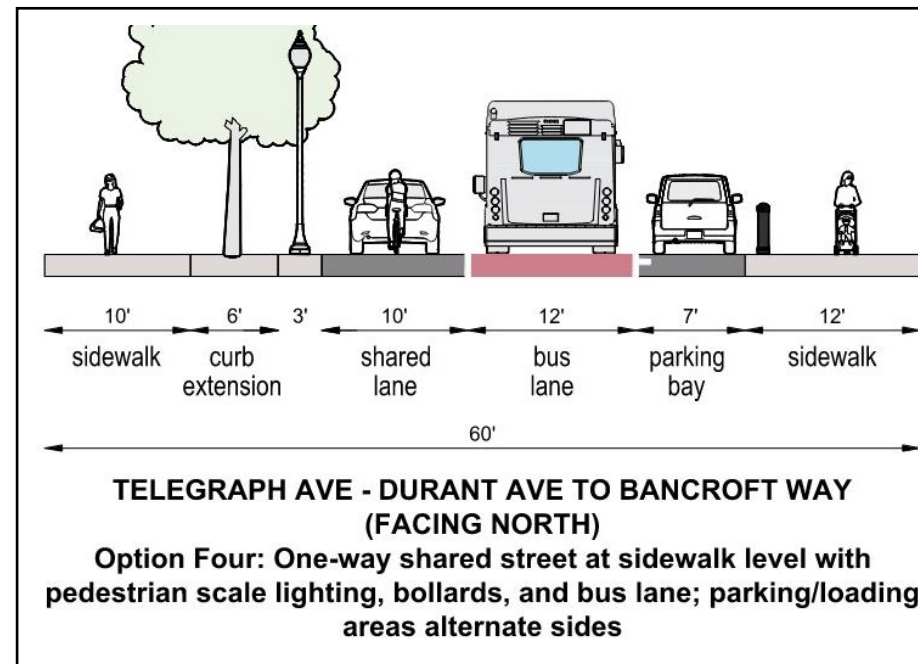 10' 6' 3' 10' 12' 7' 12'
sidewalk curb extension shared lane bus lane parking bay sidewalk
60'
TELEGRAPH AVE - DURANT AVE TO BANCROFT WAY
(FACING NORTH)
Option Four: One-way shared street at sidewalk level with
pedestrian scale lighting, bollards, and bus lane; parking/loading
areas alternate sides